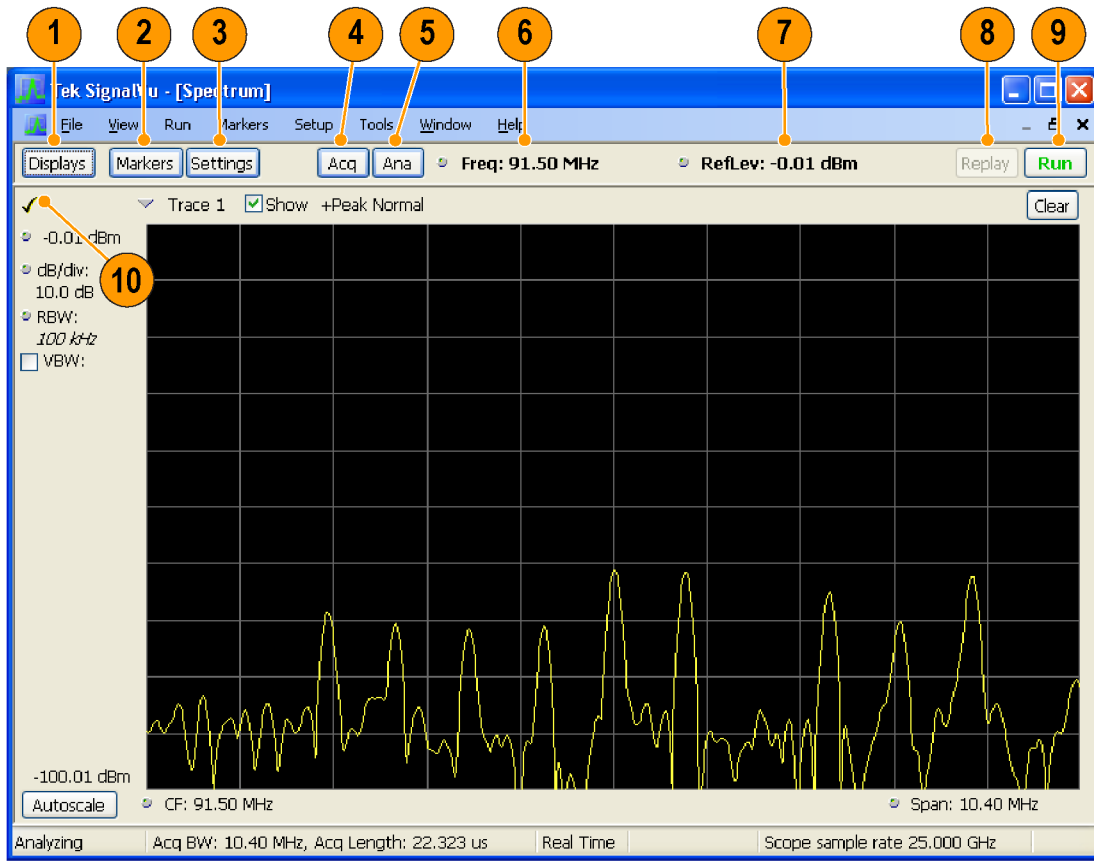 1 2 3 4 5 6 7 8 9
Tek SignalVu - [Spectrum]
File View Run Markers Setup Tools Window Help
Displays Markers Settings Acq Ana Freq: 91.50 MHz RefLev: -0.01 dBm Replay Run
Trace 1 Show +Peak Normal Clear
-0.01 dBm
10
dB/div:
10.0 dB
RBW:
100 kHz
VBW:
-100.01 dBm
Autoscale CF: 91.50 MHz Span: 10.40 MHz
Analyzing Acq BW: 10.40 MHz, Acq Length: 22.323 us Real Time Scope sample rate 25.000 GHz